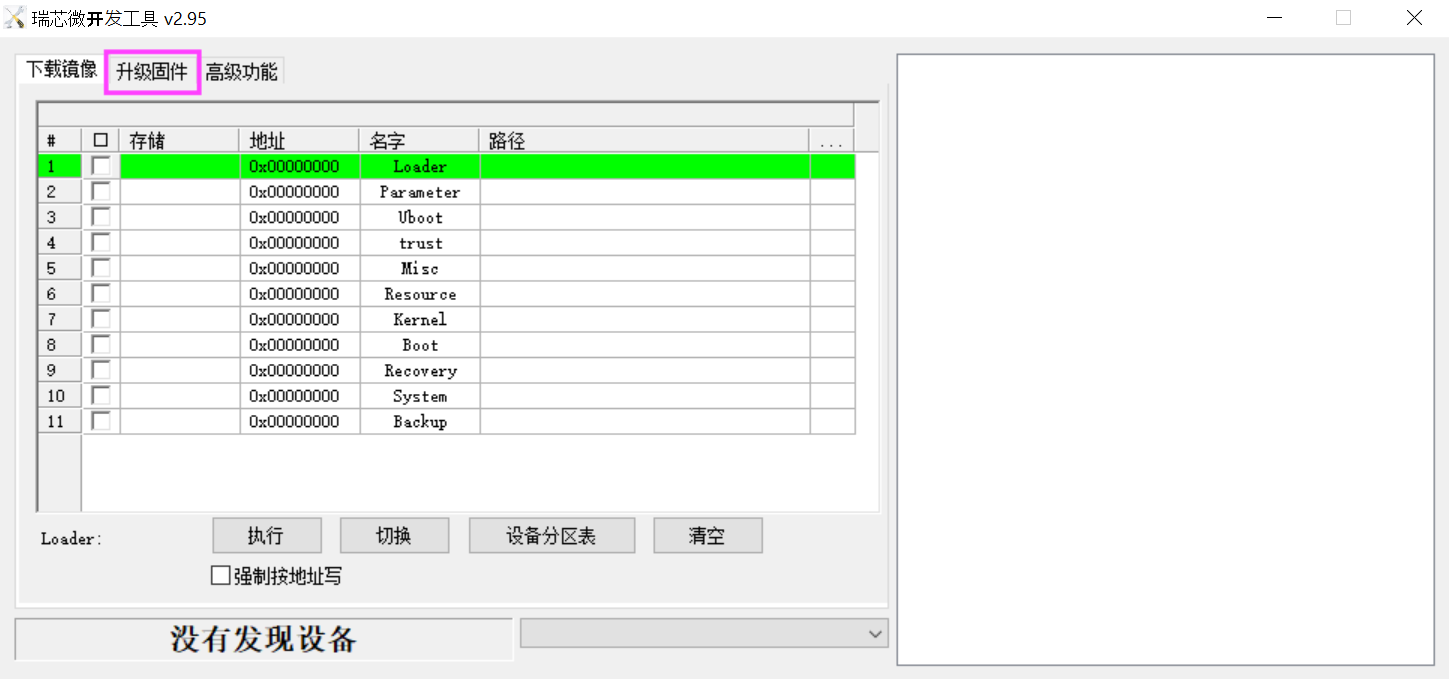 瑞芯微开发工具 v2.95
下载镜像 升级固件 高级功能
# 存储 地址 名字 路径 ...
1 0x00000000 Loader
2 0x00000000 Parameter
3 0x00000000 Uboot
4 0x00000000 trust
5 0x00000000 Misc
6 0x00000000 Resource
7 0x00000000 Kernel
8 0x00000000 Boot
9 0x00000000 Recovery
10 0x00000000 System
11 0x00000000 Backup
Loader: 执行 切换 设备分区表 清空
强制按地址写
没有发现设备